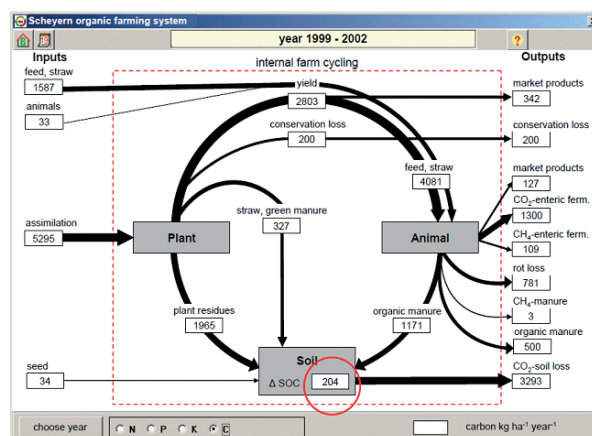 Scheyern organic farming system
year 1999 - 2002
?
Inputs
Outputs
internal farm cycling
feed, straw
1587
animals
33
yield
2803
market products
342
conservation loss
200
conservation loss
200
feed, straw
4081
market products
127
CO₂-enteric ferm.
1300
assimilation
5295
Plant
straw, green manure
327
Animal
CH₄-enteric ferm.
109
rot loss
781
plant residues
1965
organic manure
1171
CH₄-manure
3
organic manure
500
seed
34
Soil
Δ SOC 204
CO₂-soil loss
3293
choose year
N P K C
carbon kg ha⁻¹ year⁻¹